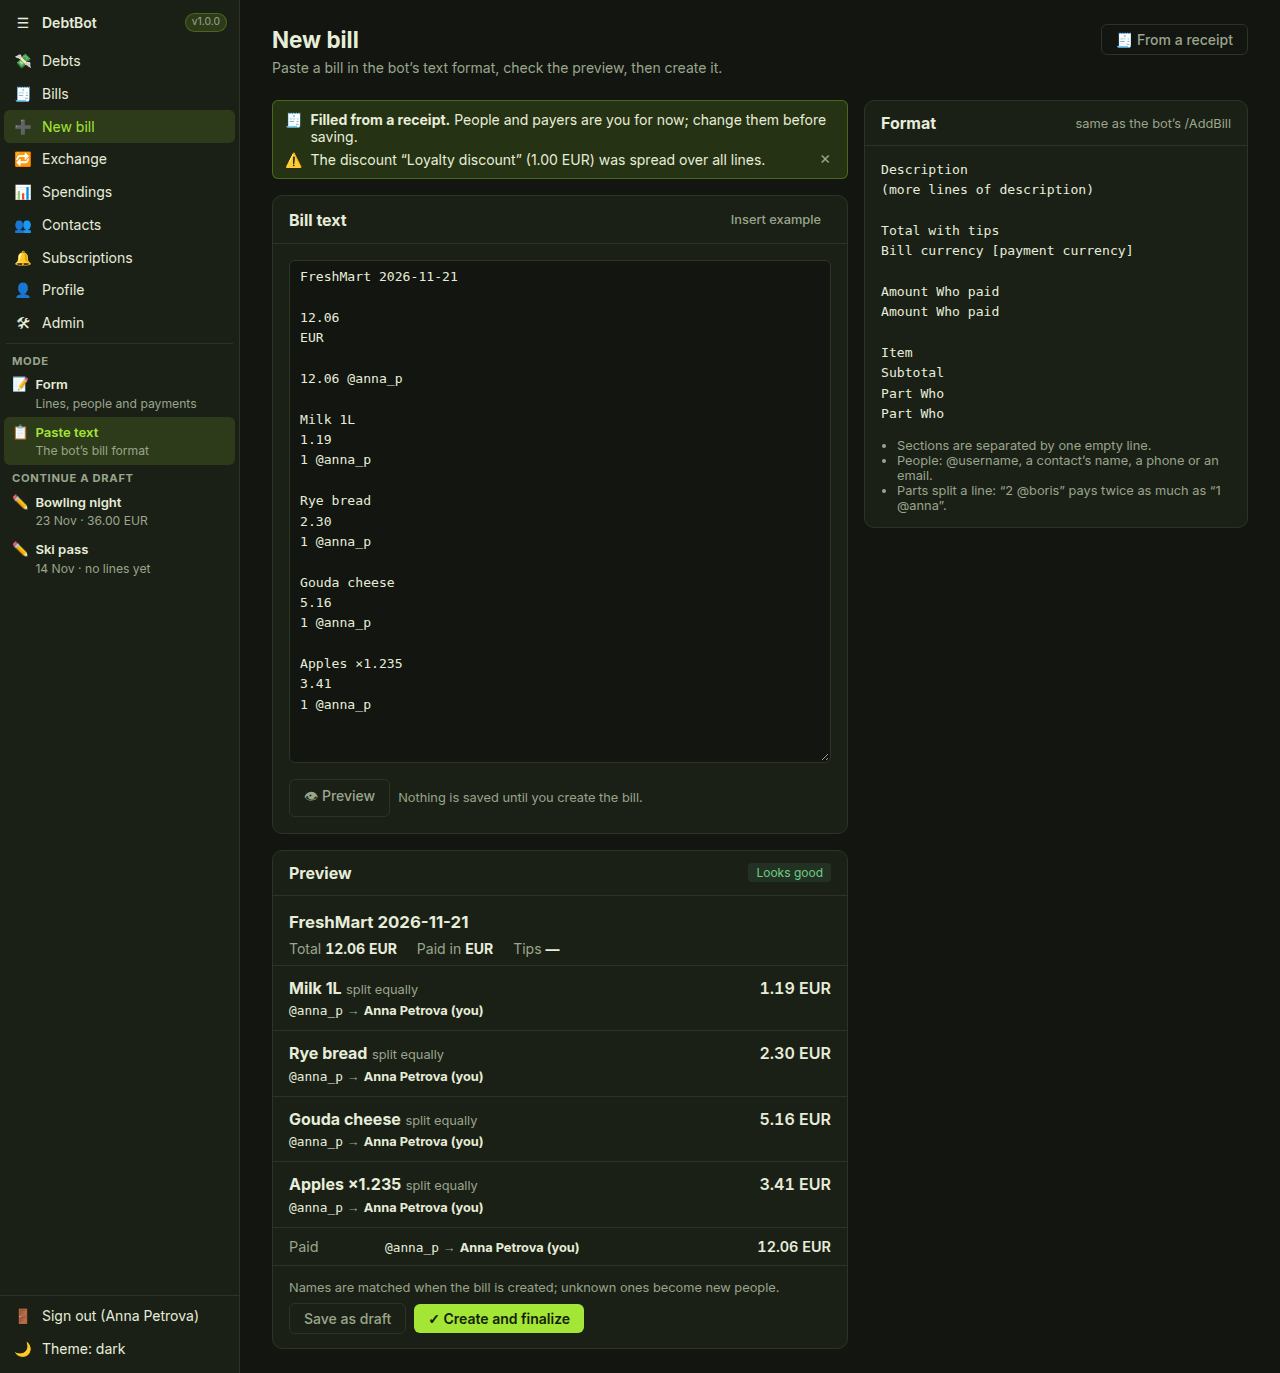 DebtBot
v1.0.0
Debts
Bills
New bill
Exchange
Spendings
Contacts
Subscriptions
Profile
Admin
MODE
Form
Lines, people and payments
Paste text
The bot's bill format
CONTINUE A DRAFT
Bowling night
23 Nov · 36.00 EUR
Ski pass
14 Nov · no lines yet
Sign out (Anna Petrova)
Theme: dark
New bill
Paste a bill in the bot's text format, check the preview, then create it.
From a receipt
Filled from a receipt. People and payers are you for now; change them before
saving.
The discount “Loyalty discount” (1.00 EUR) was spread over all lines.
×
Bill text
Insert example
FreshMart 2026-11-21
12.06
EUR
12.06 @anna_p
Milk 1L
1.19
1 @anna_p
Rye bread
2.30
1 @anna_p
Gouda cheese
5.16
1 @anna_p
Apples ×1.235
3.41
1 @anna_p
Preview
Nothing is saved until you create the bill.
Preview
Looks good
FreshMart 2026-11-21
Total 12.06 EUR Paid in EUR Tips —
Milk 1L split equally 1.19 EUR
@anna_p → Anna Petrova (you)
Rye bread split equally 2.30 EUR
@anna_p → Anna Petrova (you)
Gouda cheese split equally 5.16 EUR
@anna_p → Anna Petrova (you)
Apples ×1.235 split equally 3.41 EUR
@anna_p → Anna Petrova (you)
Paid @anna_p → Anna Petrova (you) 12.06 EUR
Names are matched when the bill is created; unknown ones become new people.
Save as draft
✓ Create and finalize
Format
same as the bot's /AddBill
Description
(more lines of description)
Total with tips
Bill currency [payment currency]
Amount Who paid
Amount Who paid
Item
Subtotal
Part Who
Part Who
• Sections are separated by one empty line.
• People: @username, a contact's name, a phone or an
email.
• Parts split a line: “2 @boris” pays twice as much as “1
@anna”.